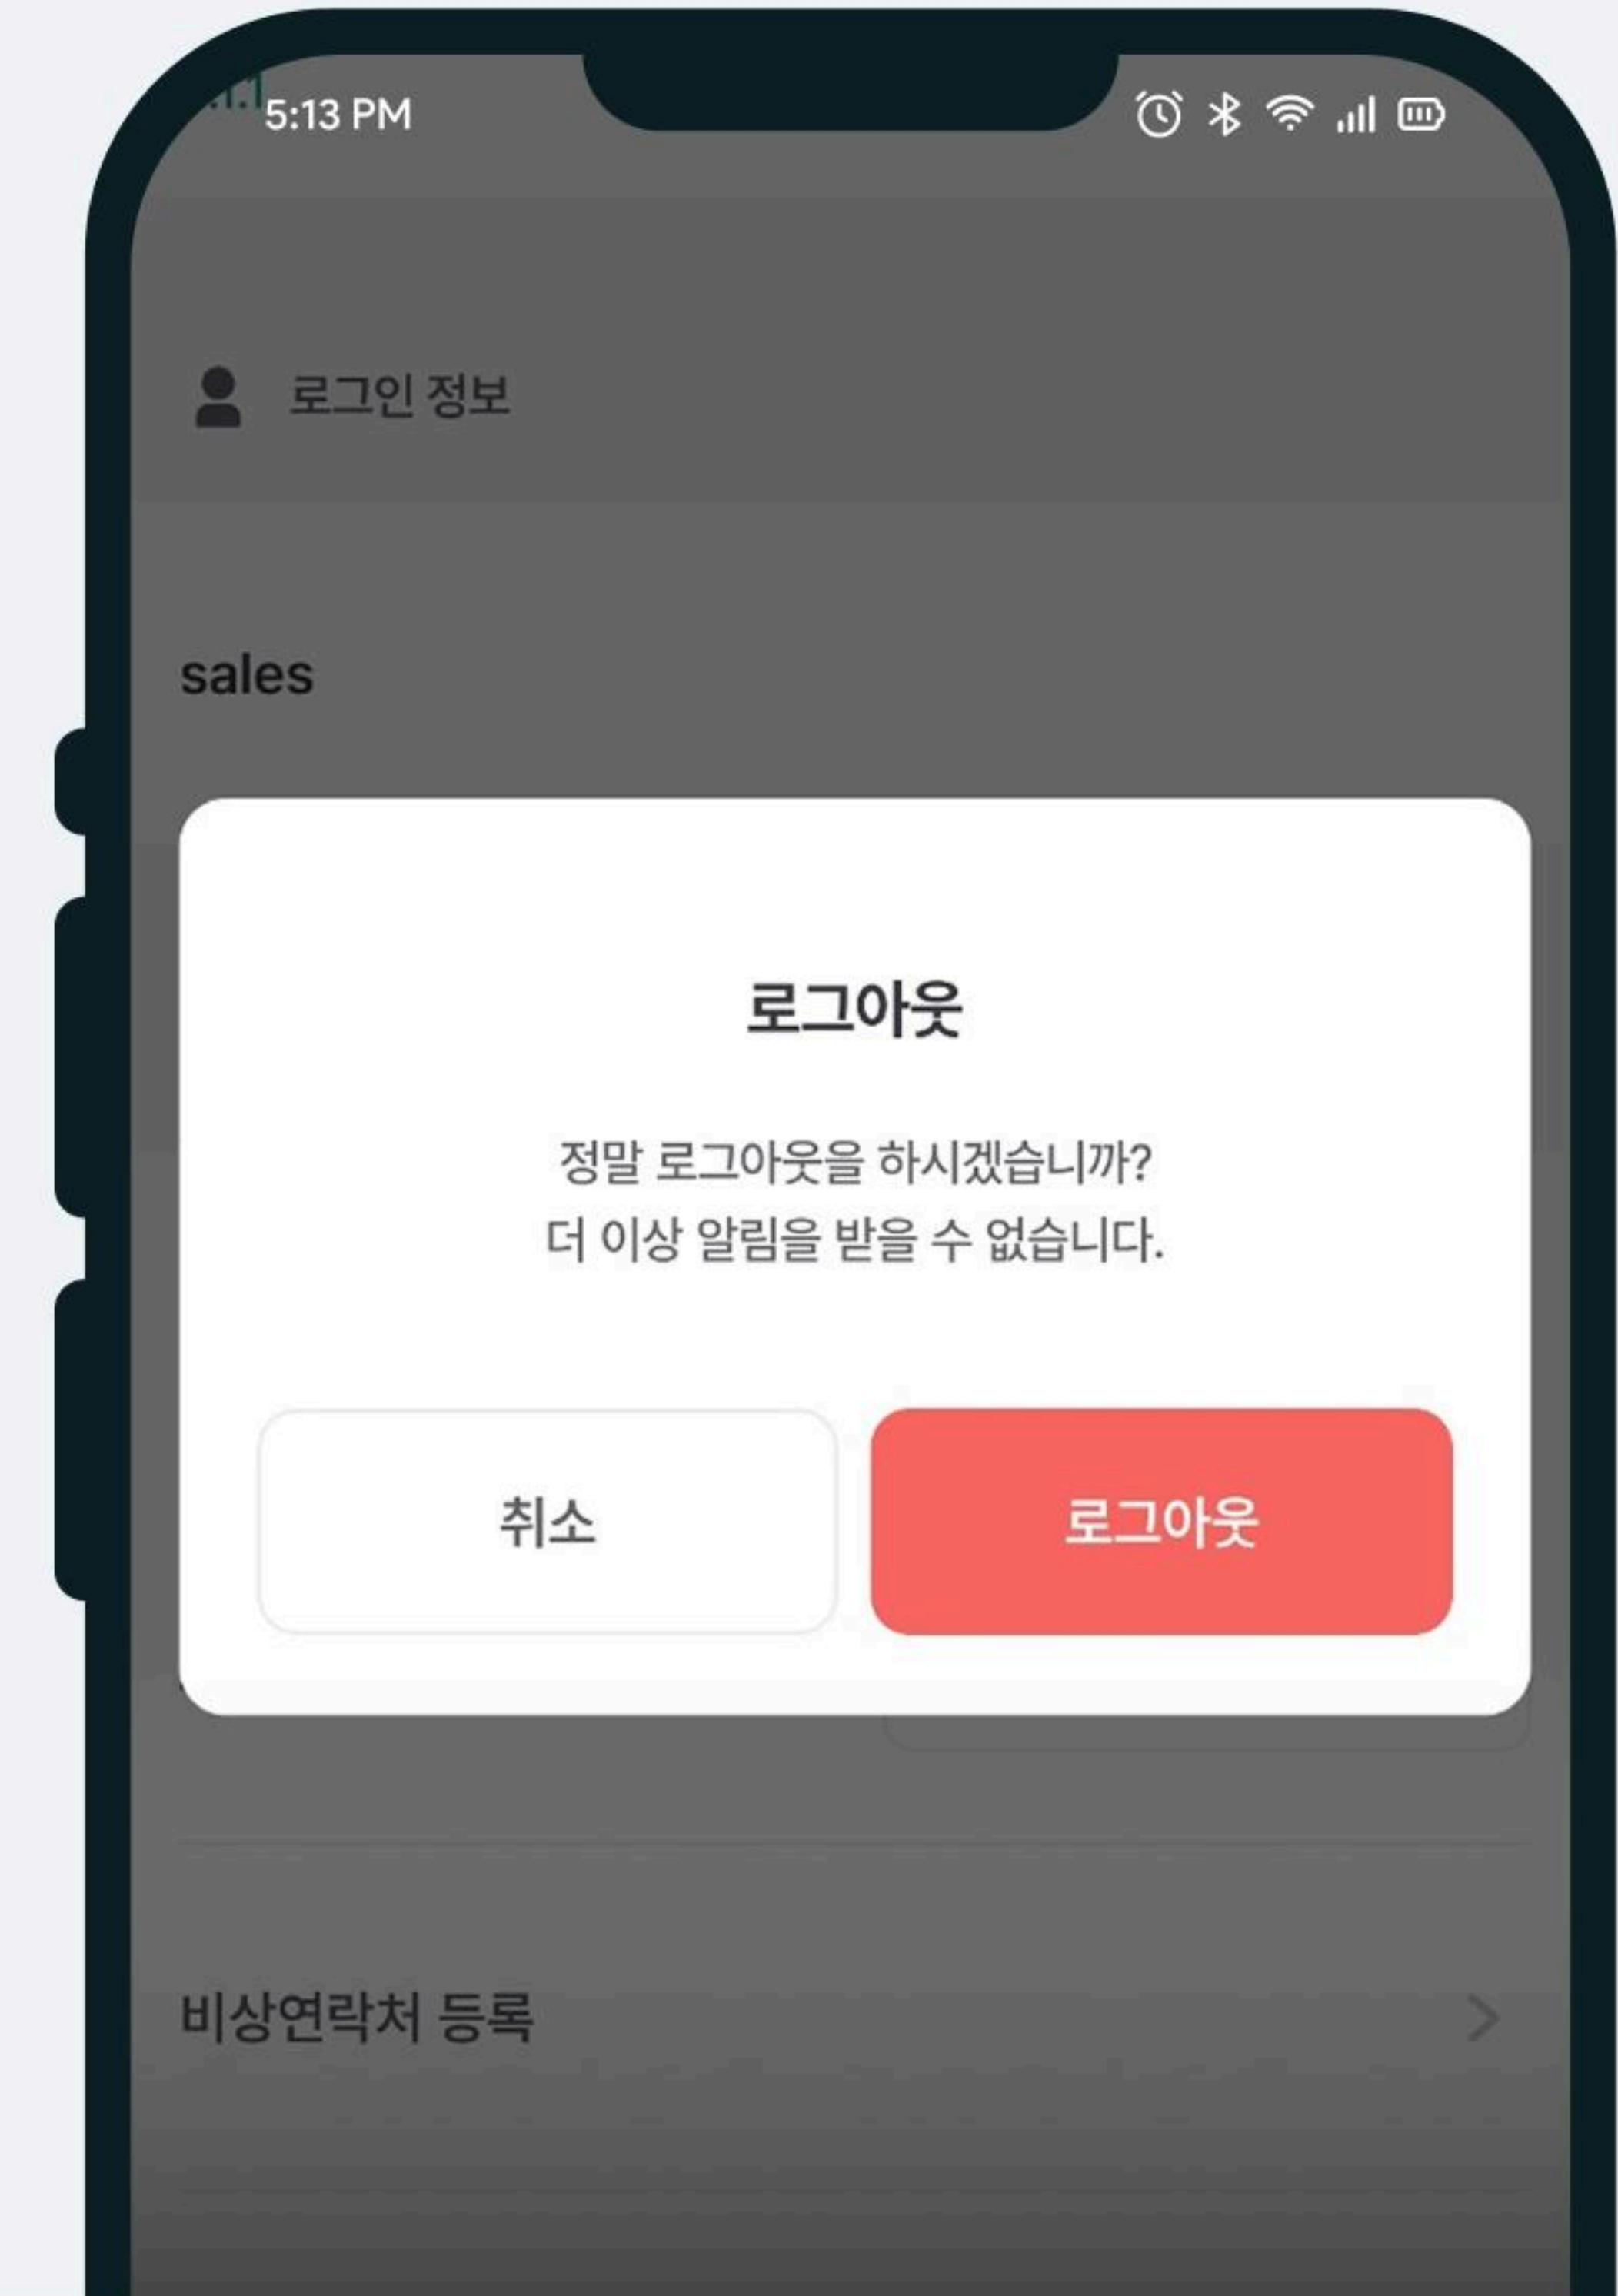 5:13 PM
로그인 정보
sales
로그아웃
정말 로그아웃을 하시겠습니까?
더 이상 알림을 받을 수 없습니다.
취소
로그아웃
비상연락처 등록